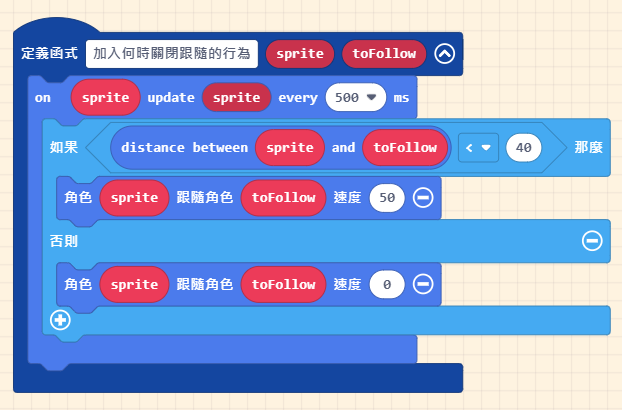 定義函式 加入何時關閉跟隨的行為 sprite toFollow
on sprite update sprite every 500 ms
如果 distance between sprite and toFollow < 40 那麼
角色 sprite 跟隨角色 toFollow 速度 50
否則
角色 sprite 跟隨角色 toFollow 速度 0